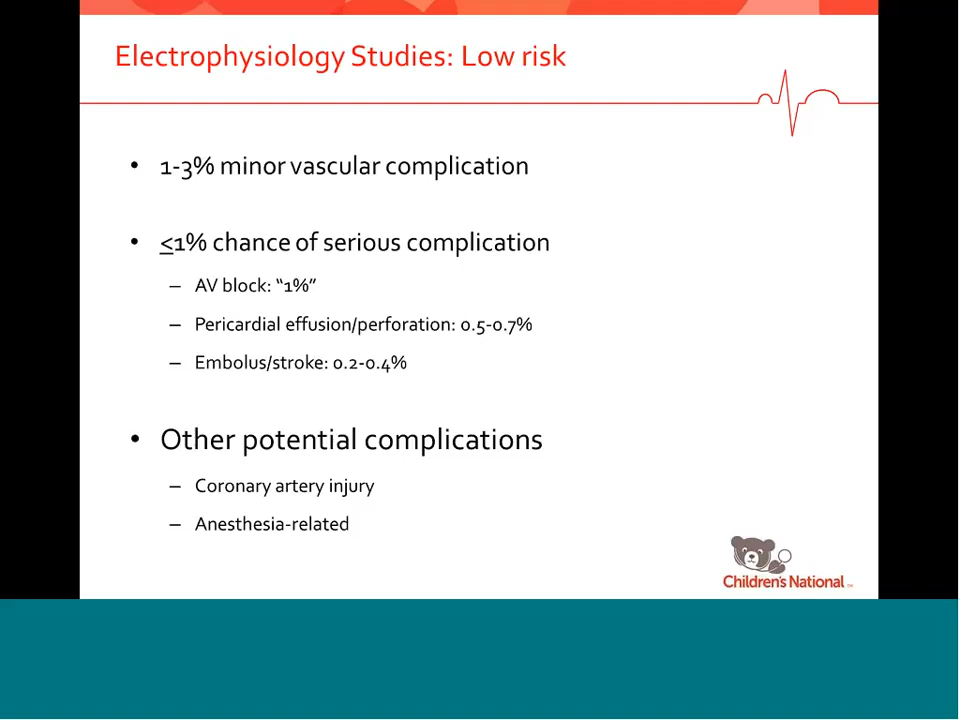 Electrophysiology Studies: Low risk
• 1-3% minor vascular complication
• <1% chance of serious complication
– AV block: “1%”
– Pericardial effusion/perforation: 0.5-0.7%
– Embolus/stroke: 0.2-0.4%
• Other potential complications
– Coronary artery injury
– Anesthesia-related
Children's National